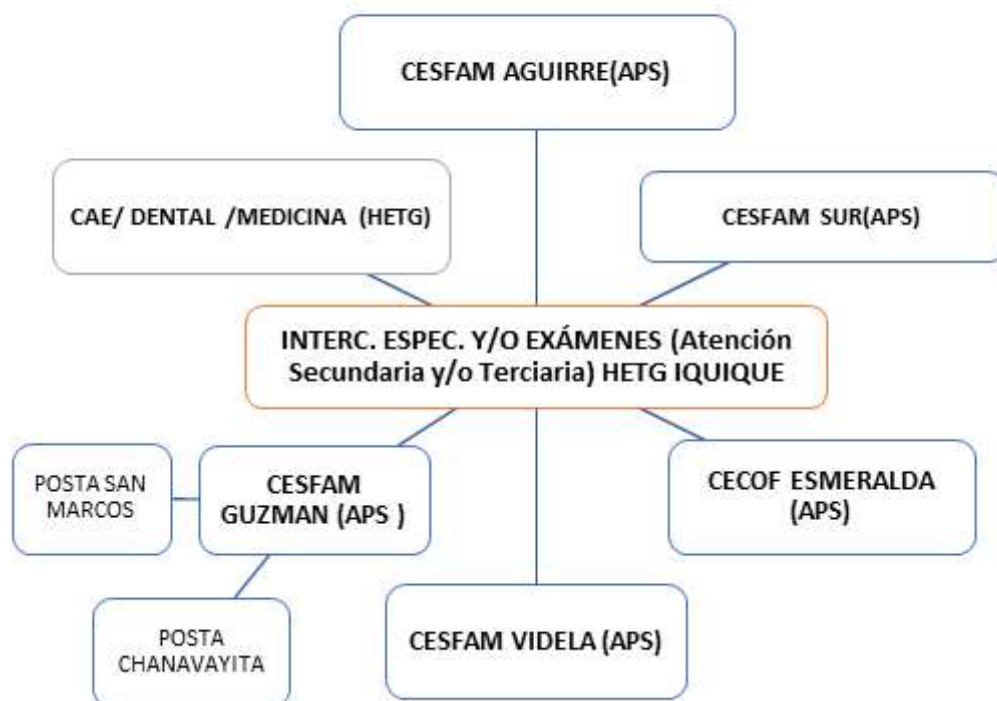 CESFAM AGUIRRE(APS)
CAE/ DENTAL /MEDICINA (HETG)
CESFAM SUR(APS)
INTERC. ESPEC. Y/O EXÁMENES (Atención
Secundaria y/o Terciaria) HETG IQUIQUE
POSTA SAN
MARCOS
CESFAM
GUZMAN (APS )
CECOF ESMERALDA
(APS)
POSTA
CHANAVAYITA
CESFAM VIDELA (APS)